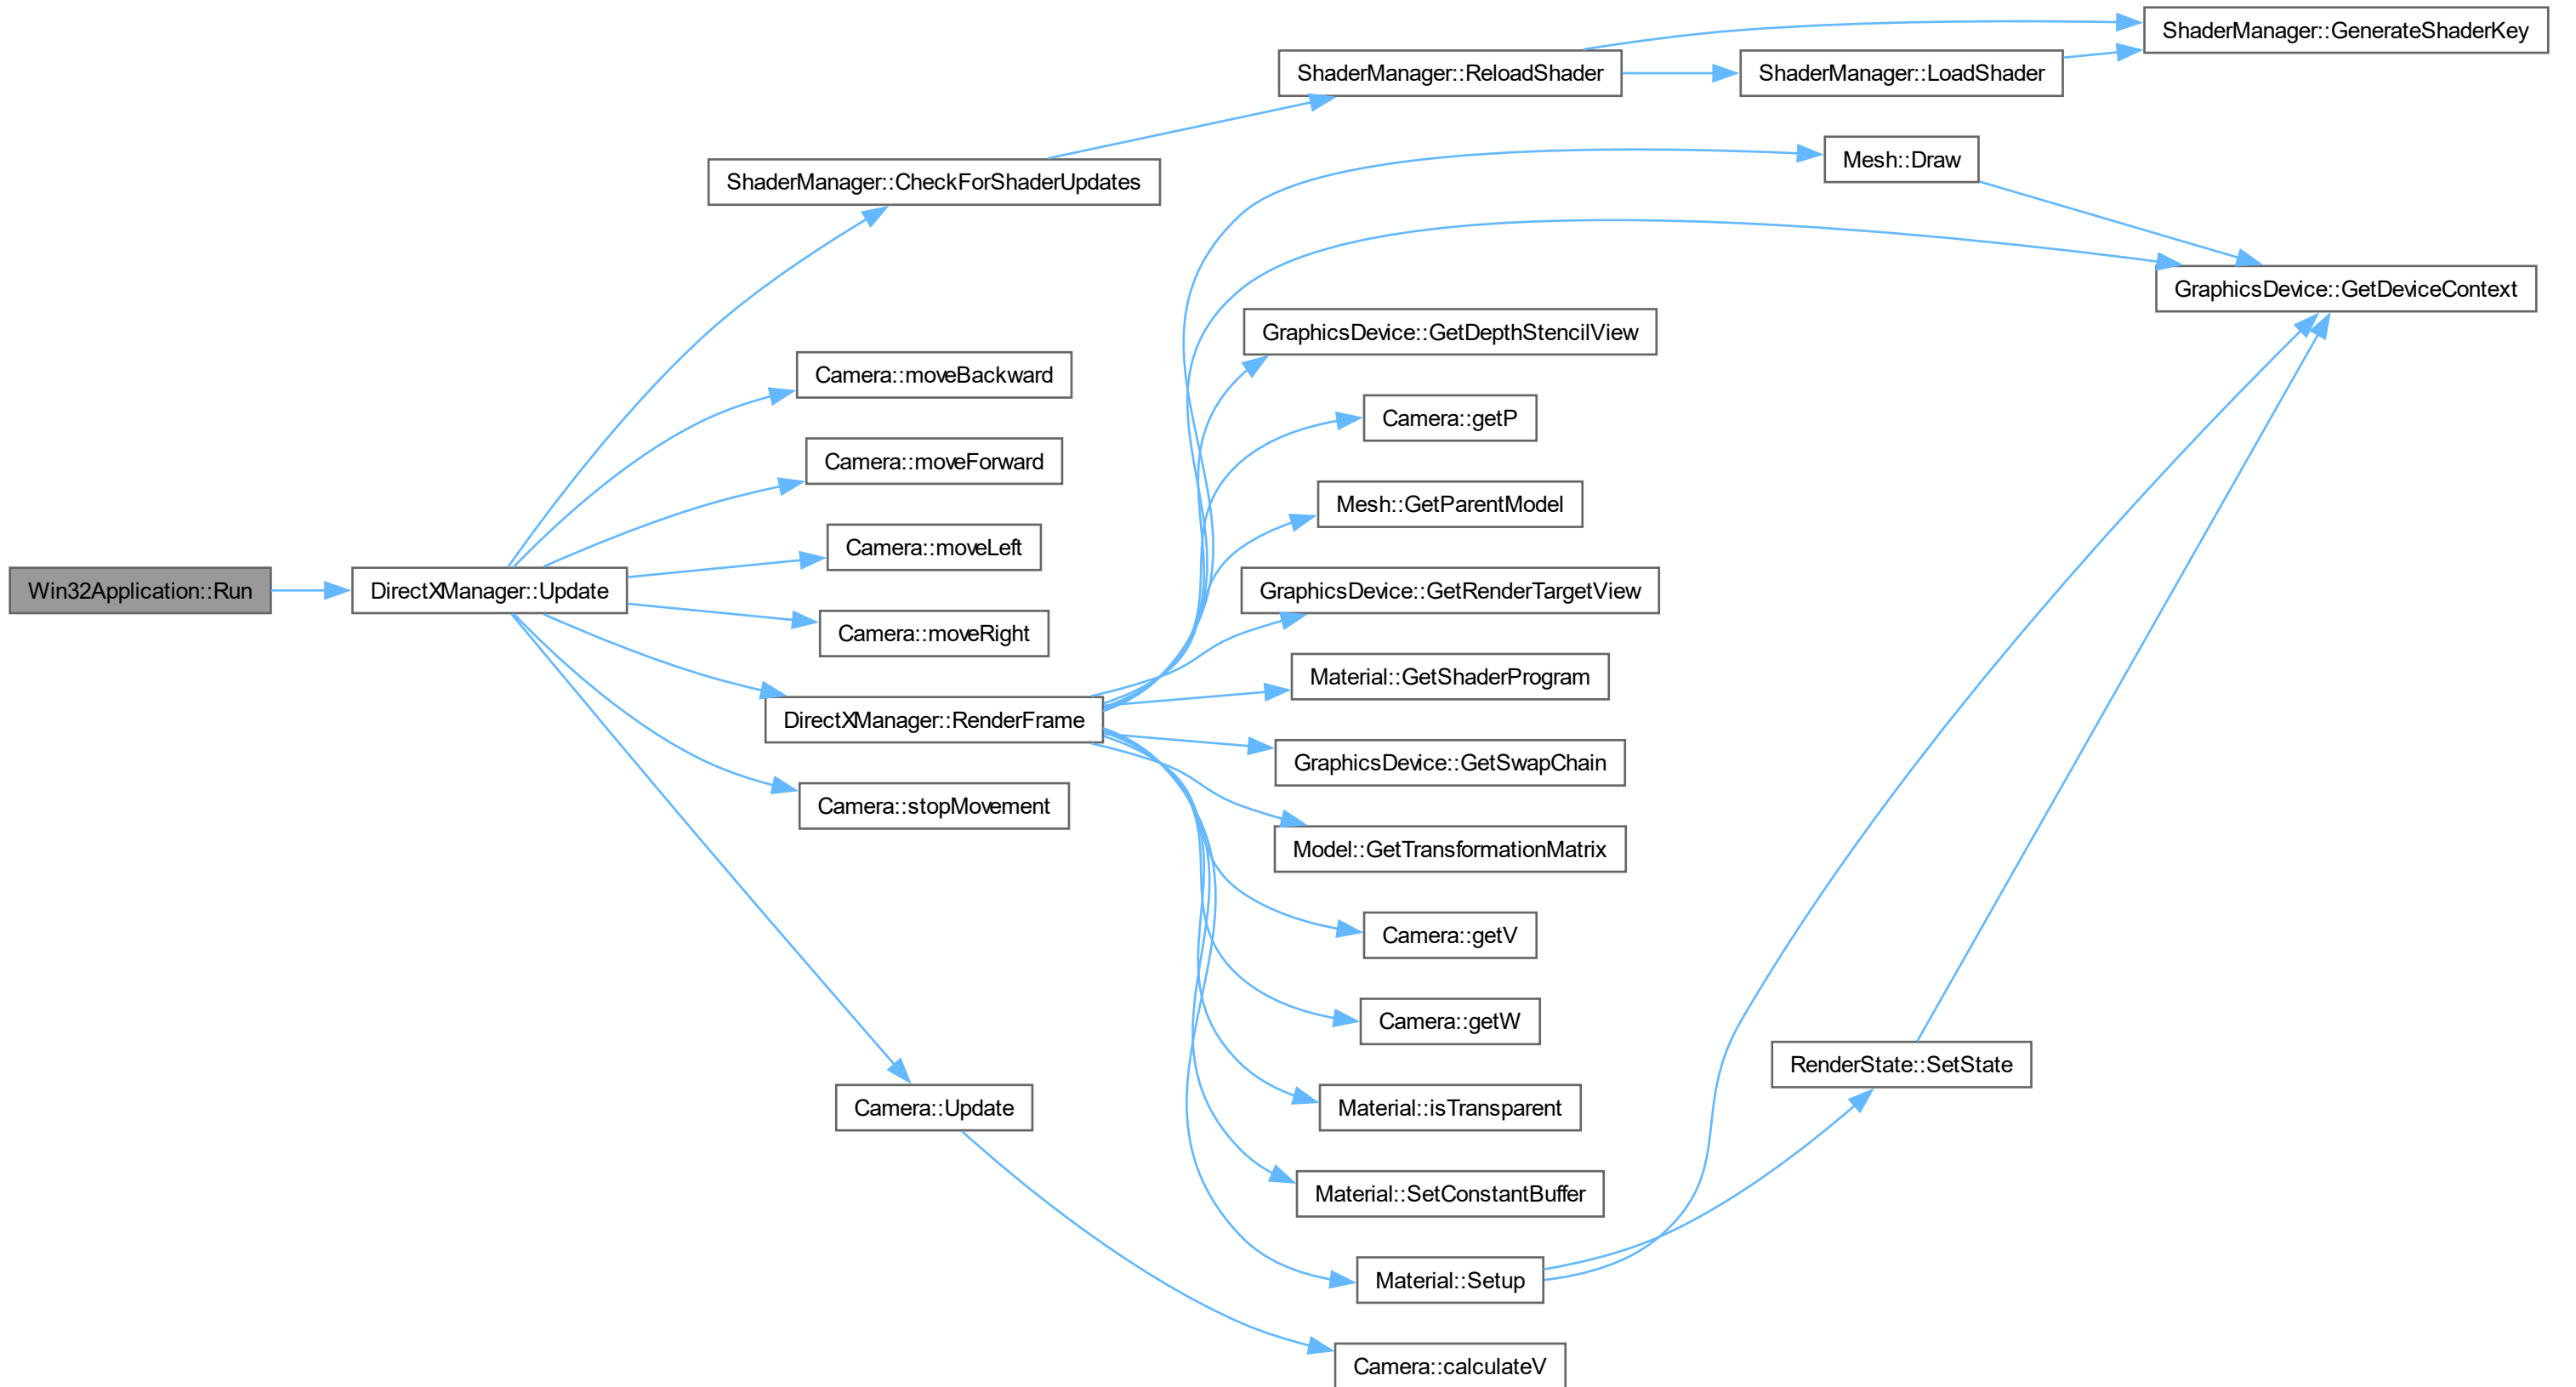 ShaderManager::GenerateShaderKey
ShaderManager::ReloadShader
ShaderManager::LoadShader
Mesh::Draw
ShaderManager::CheckForShaderUpdates
GraphicsDevice::GetDeviceContext
GraphicsDevice::GetDepthStencilView
Camera::moveBackward
Camera::getP
Camera::moveForward
Mesh::GetParentModel
Camera::moveLeft
Win32Application::Run
DirectXManager::Update
GraphicsDevice::GetRenderTargetView
Camera::moveRight
Material::GetShaderProgram
DirectXManager::RenderFrame
GraphicsDevice::GetSwapChain
Camera::stopMovement
Model::GetTransformationMatrix
Camera::getV
Camera::getW
RenderState::SetState
Camera::Update
Material::isTransparent
Material::SetConstantBuffer
Material::Setup
Camera::calculateV